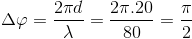 Δφ = 2πd/λ = 2π.20/80 = π/2